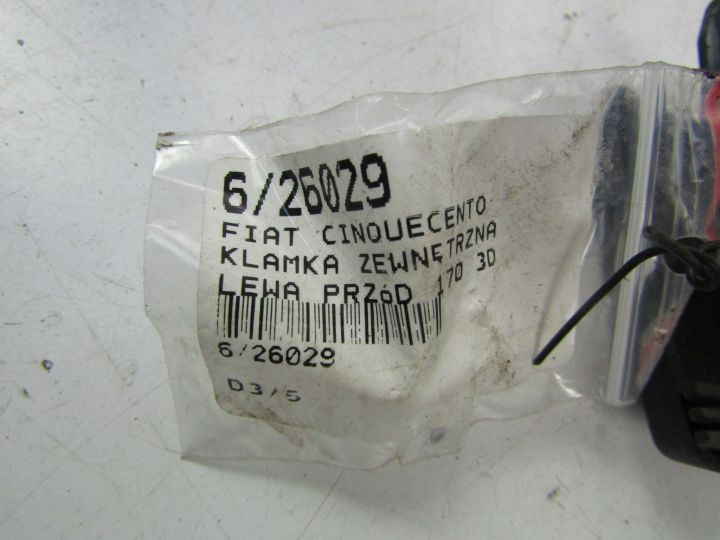 6/26029
FIAT CINQUECENTO
KLAMKA ZEWNĘTRZNA
LEWA PRZÓD 170 3D
6/26029
D3/5